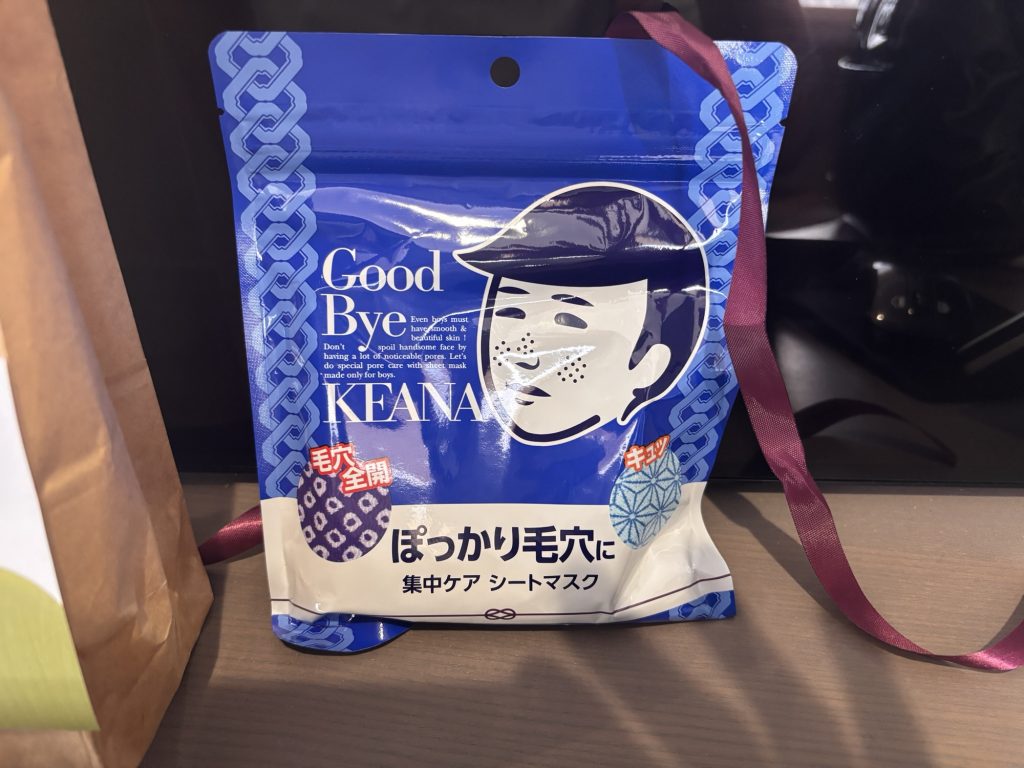 Good
Bye
Even boys must
have smooth &
beautiful skin !
Don't spoil handsome face by
having a lot of noticeable pores. Let's
do special pore care with sheet mask
made only for boys.
KEANA
毛穴
全開
キュッ
ぽっかり毛穴に
集中ケア シートマスク